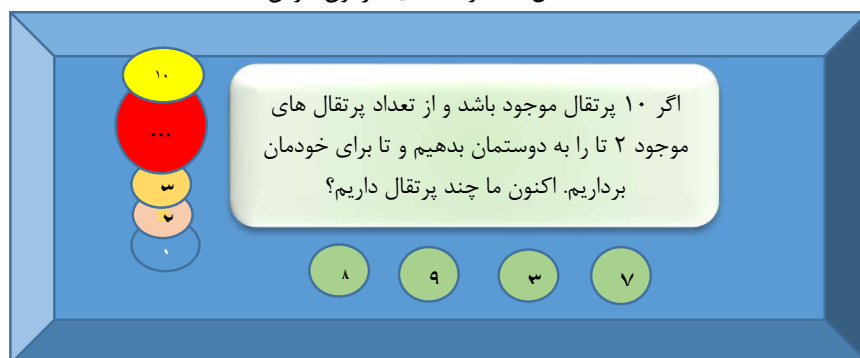 ۱۰
...
۳
۲
۱
اگر ۱۰ پرتقال موجود باشد و از تعداد پرتقال های
موجود ۲ تا را به دوستمان بدهیم و تا برای خودمان
برداریم. اکنون ما چند پرتقال داریم؟
۷ ۳ ۹ ۸